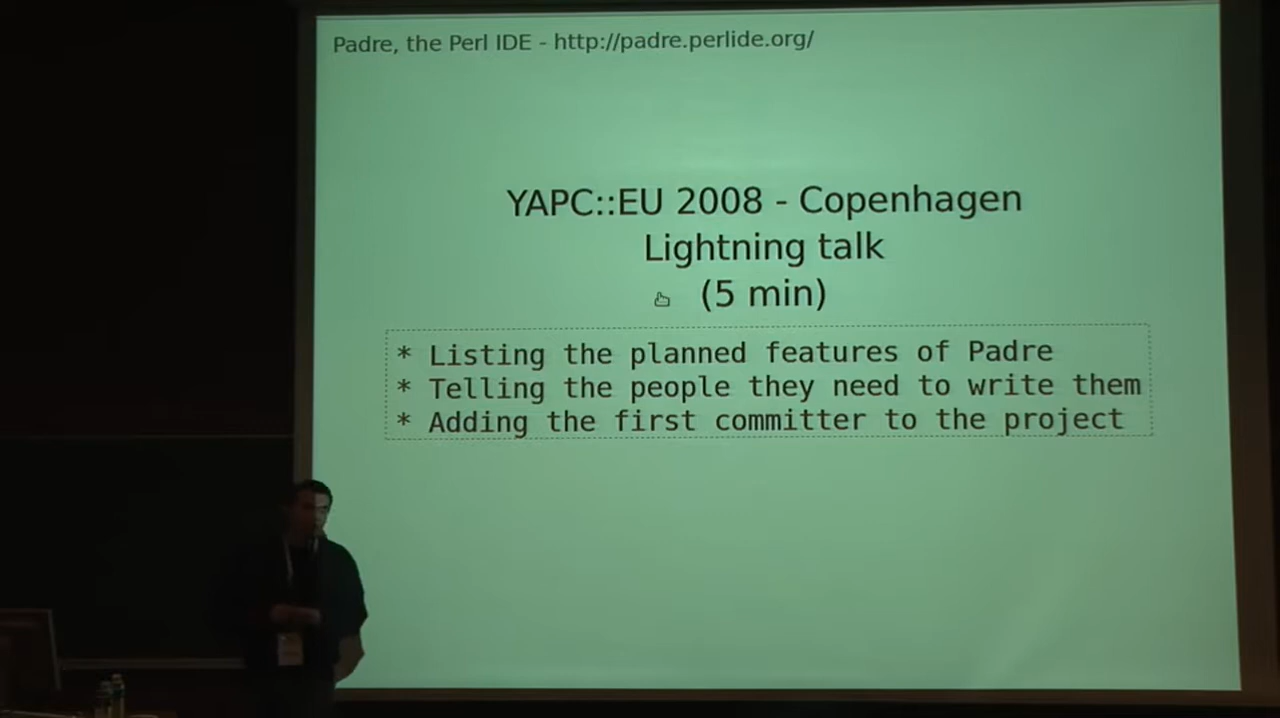 Padre, the Perl IDE - http://padre.perlide.org/
YAPC::EU 2008 - Copenhagen
Lightning talk
(5 min)
* Listing the planned features of Padre
* Telling the people they need to write them
* Adding the first committer to the project